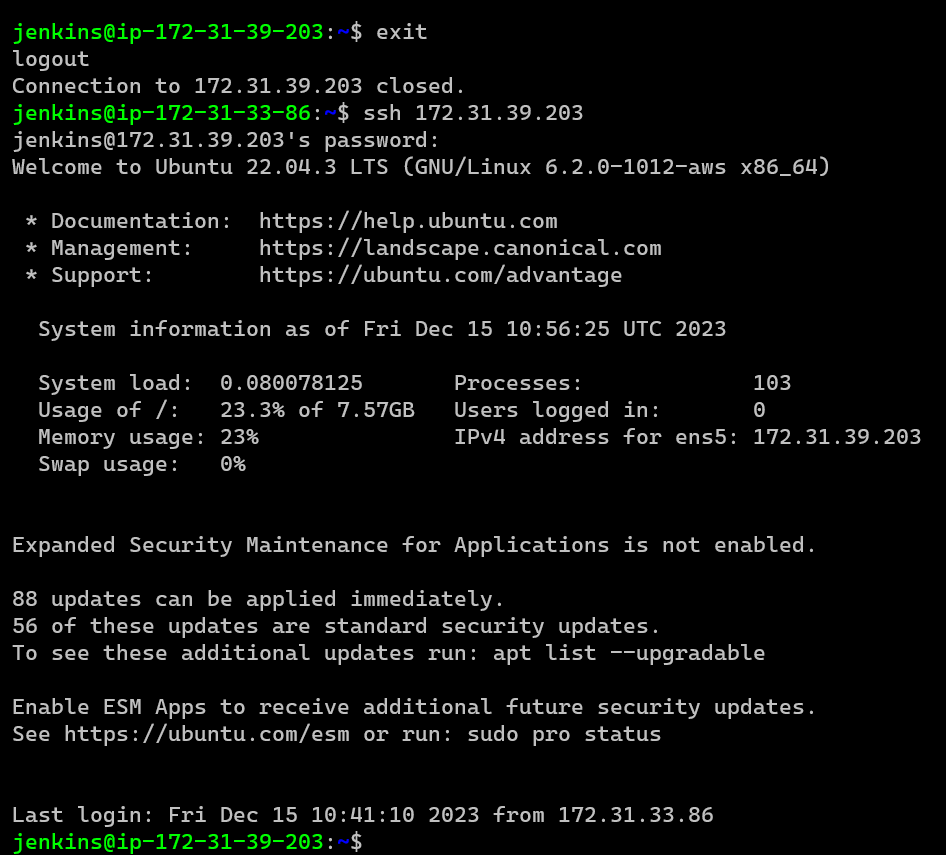 jenkins@ip-172-31-39-203:~$ exit
logout
Connection to 172.31.39.203 closed.
jenkins@ip-172-31-33-86:~$ ssh 172.31.39.203
jenkins@172.31.39.203's password:
Welcome to Ubuntu 22.04.3 LTS (GNU/Linux 6.2.0-1012-aws x86_64)

 * Documentation:  https://help.ubuntu.com
 * Management:     https://landscape.canonical.com
 * Support:        https://ubuntu.com/advantage

  System information as of Fri Dec 15 10:56:25 UTC 2023

  System load:  0.080078125       Processes:             103
  Usage of /:   23.3% of 7.57GB   Users logged in:       0
  Memory usage: 23%               IPv4 address for ens5: 172.31.39.203
  Swap usage:   0%


Expanded Security Maintenance for Applications is not enabled.

88 updates can be applied immediately.
56 of these updates are standard security updates.
To see these additional updates run: apt list --upgradable

Enable ESM Apps to receive additional future security updates.
See https://ubuntu.com/esm or run: sudo pro status


Last login: Fri Dec 15 10:41:10 2023 from 172.31.33.86
jenkins@ip-172-31-39-203:~$